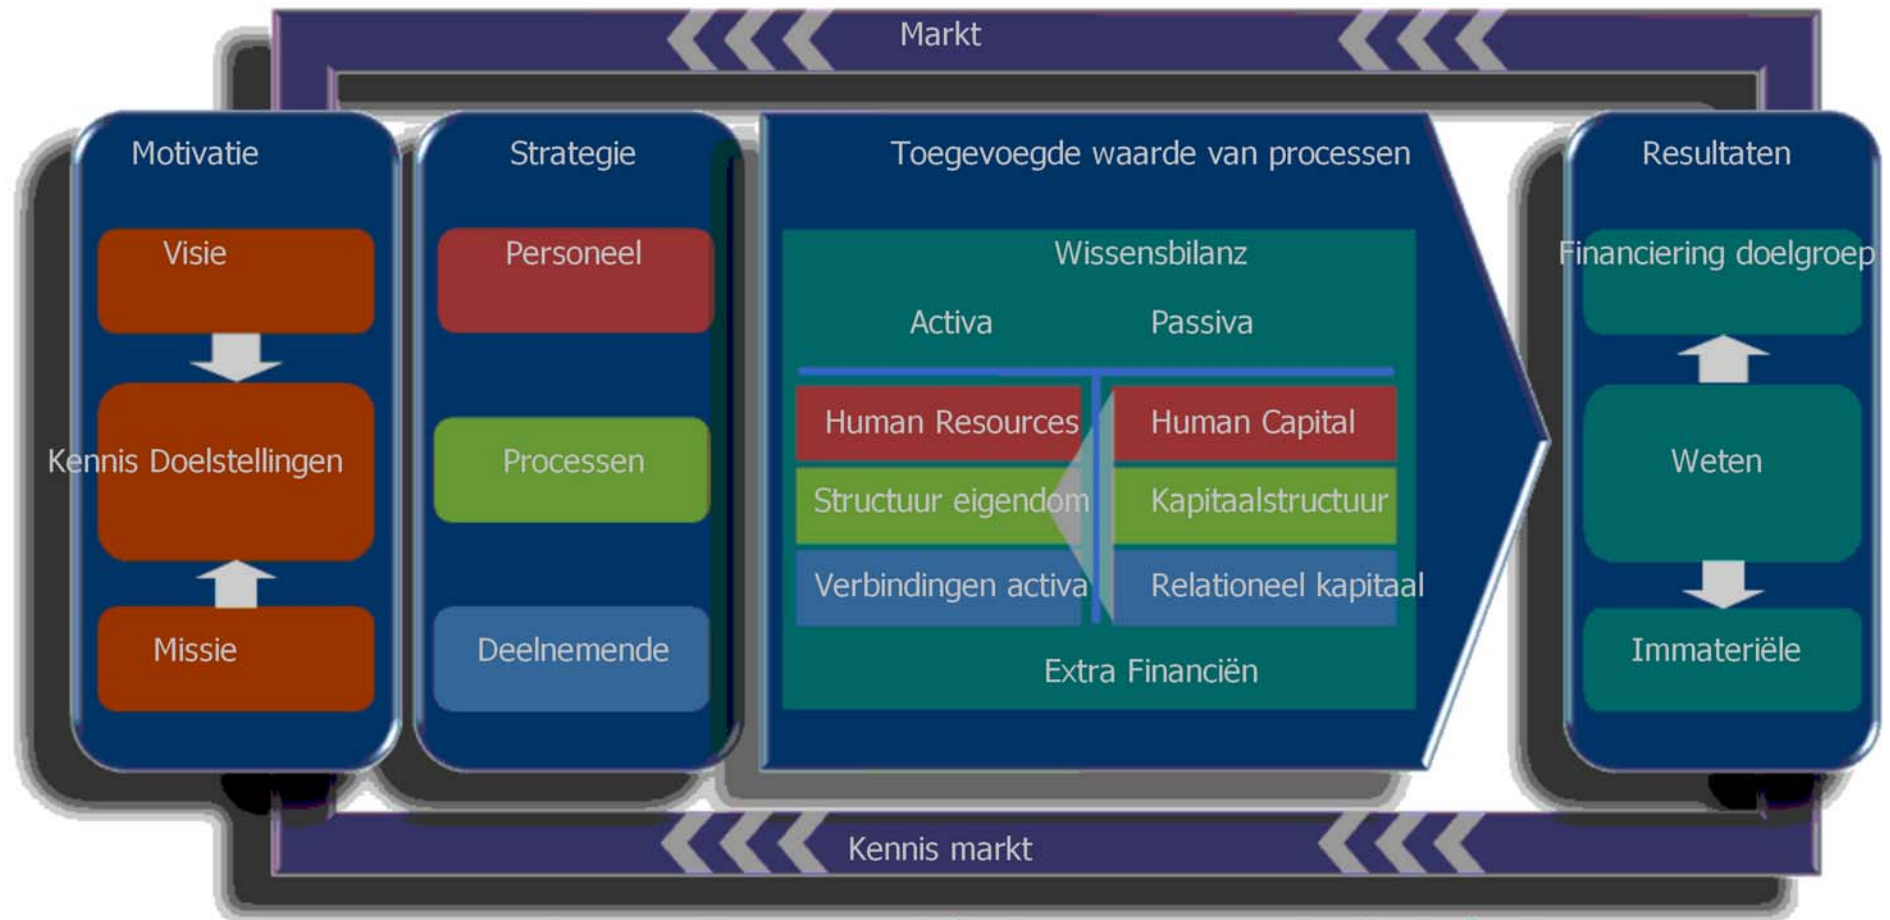 Markt
Motivatie
Visie
Kennis Doelstellingen
Missie
Strategie
Personeel
Processen
Deelnemende
Toegevoegde waarde van processen
Wissensbilanz
Activa
Passiva
Human Resources
Human Capital
Structuur eigendom
Kapitaalstructuur
Verbindingen activa
Relationeel kapitaal
Extra Financiën
Resultaten
Financiering doelgroep
Weten
Immateriële
Kennis markt